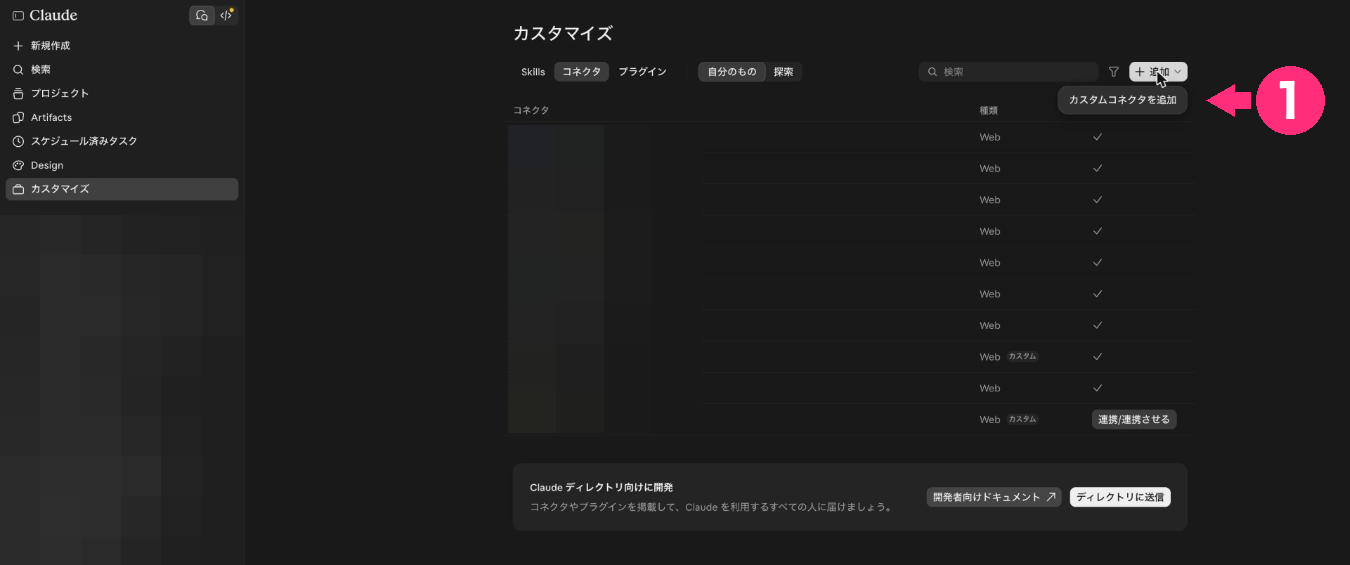 Claude
新規作成
検索
プロジェクト
Artifacts
スケジュール済みタスク
Design
カスタマイズ
カスタマイズ
Skills コネクタ プラグイン 自分のもの 探索 検索 追加
カスタムコネクタを追加
1
コネクタ 種類
Web
Web
Web
Web
Web
Web
Web
Web カスタム
Web
Web カスタム 連携/連携させる
Claude ディレクトリ向けに開発
コネクタやプラグインを掲載して、Claude を利用するすべての人に届けましょう。
開発者向けドキュメント ディレクトリに送信